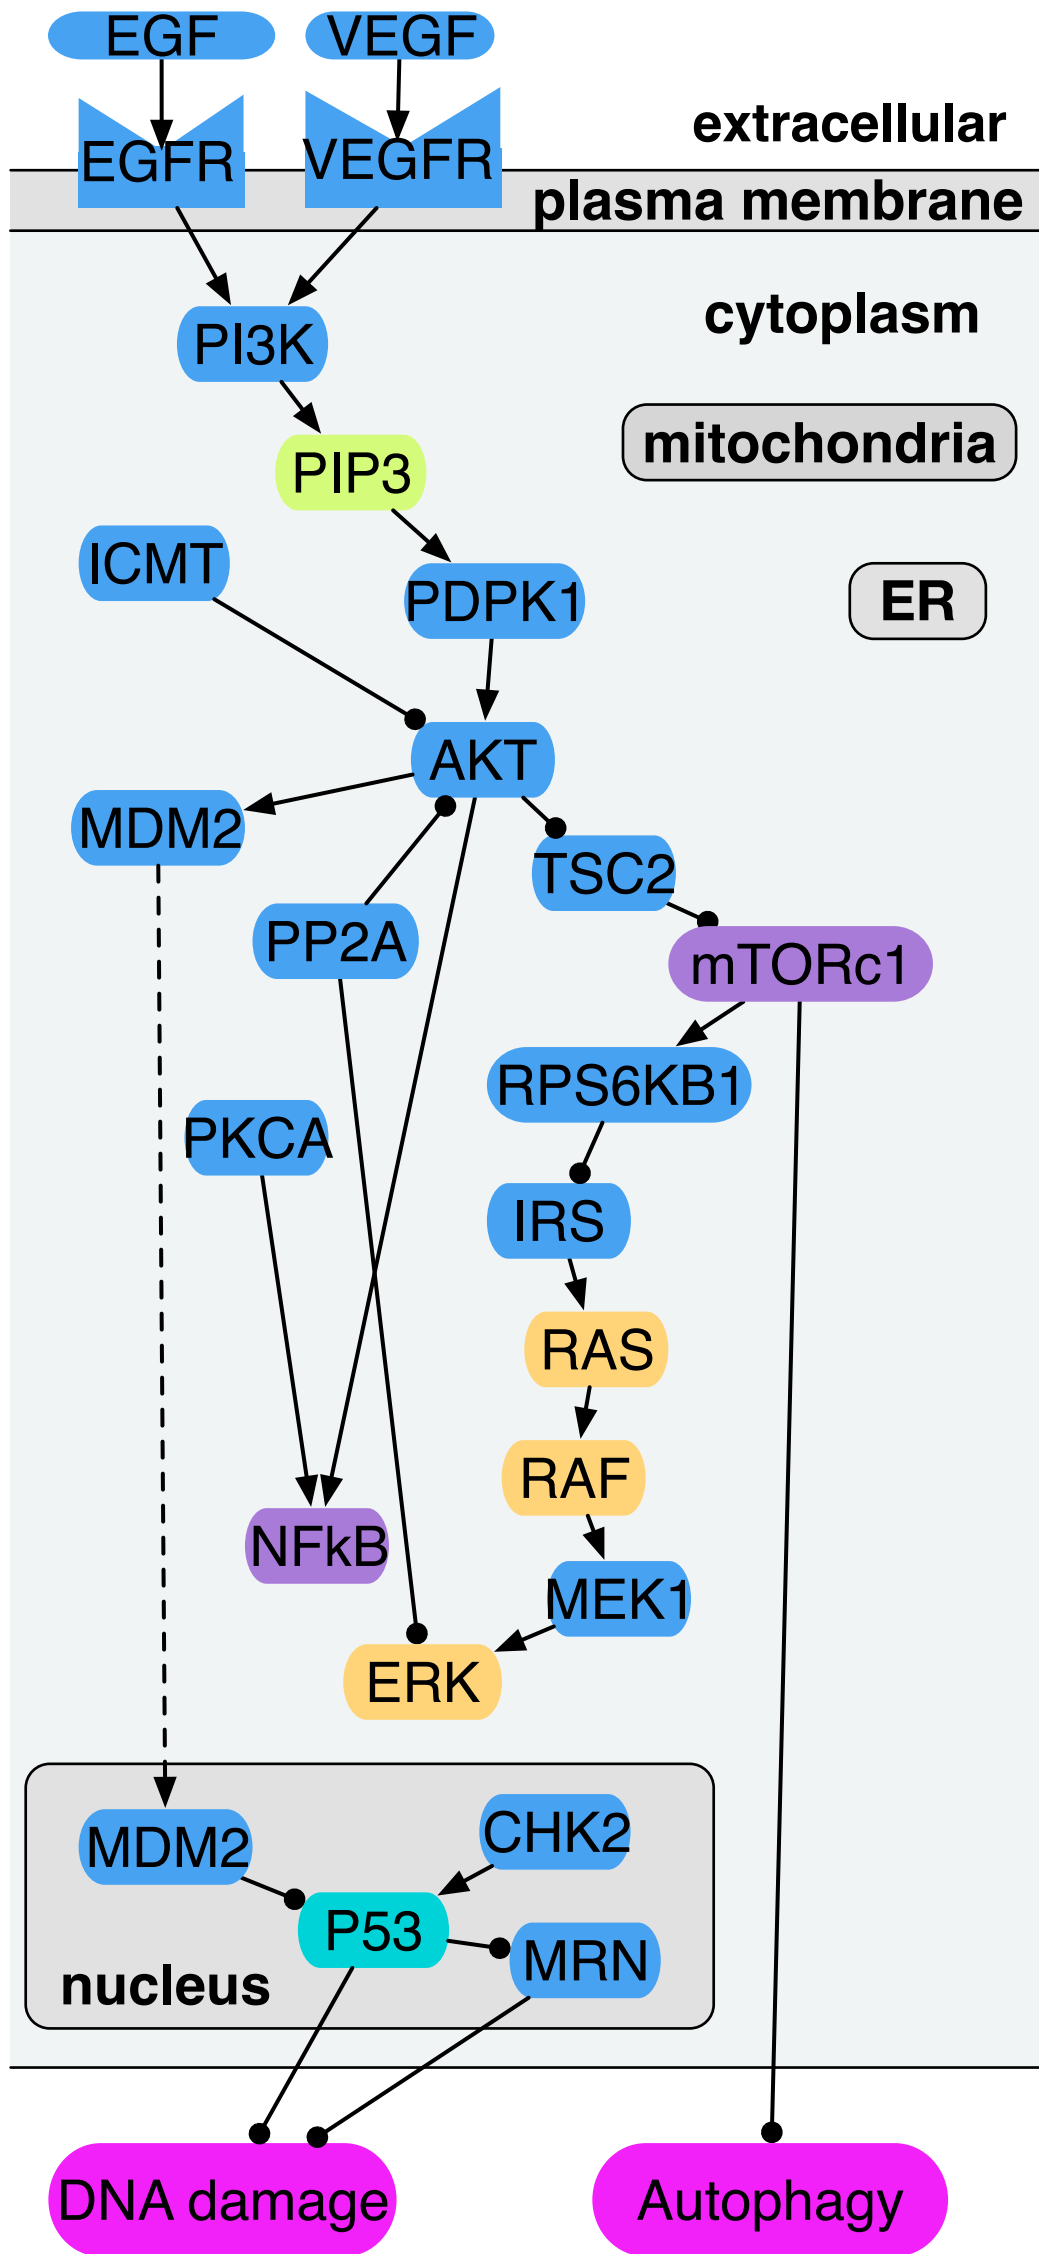 EGF
VEGF
extracellular
EGFR
VEGFR
plasma membrane
cytoplasm
PI3K
mitochondria
PIP3
ICMT
PDPK1
ER
AKT
MDM2
TSC2
PP2A
mTORc1
RPS6KB1
PKCA
IRS
RAS
RAF
NFkB
MEK1
ERK
MDM2
CHK2
P53
MRN
nucleus
DNA damage
Autophagy